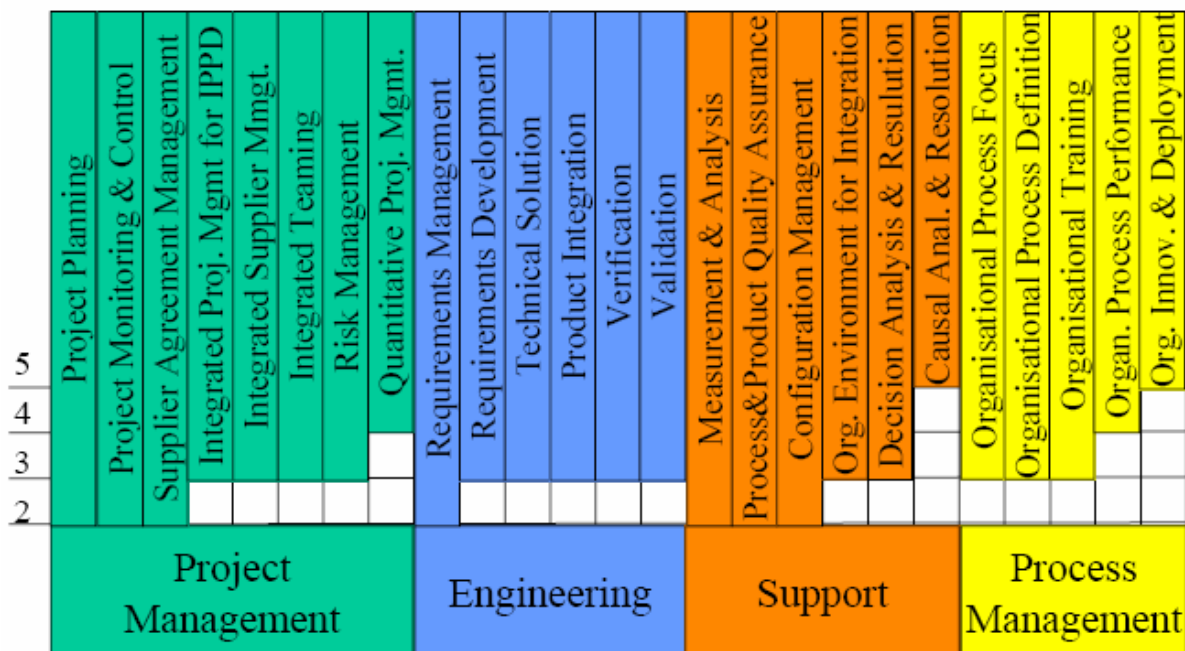 Project Planning
Project Monitoring & Control
Supplier Agreement Management
Integrated Proj. Mgmt for IPPD
Integrated Supplier Mmgt.
Integrated Teaming
Risk Management
Quantitative Proj. Mgmt.
Requirements Management
Requirements Development
Technical Solution
Product Integration
Verification
Validation
Measurement & Analysis
Process&Product Quality Assurance
Configuration Management
Org. Environment for Integration
Decision Analysis & Resulution
Causal Anal. & Resolution
Organisational Process Focus
Organisational Process Definition
Organisational Training
Organ. Process Performance
Org. Innov. & Deployment
5
4
3
2
Project
Management
Engineering
Support
Process
Management